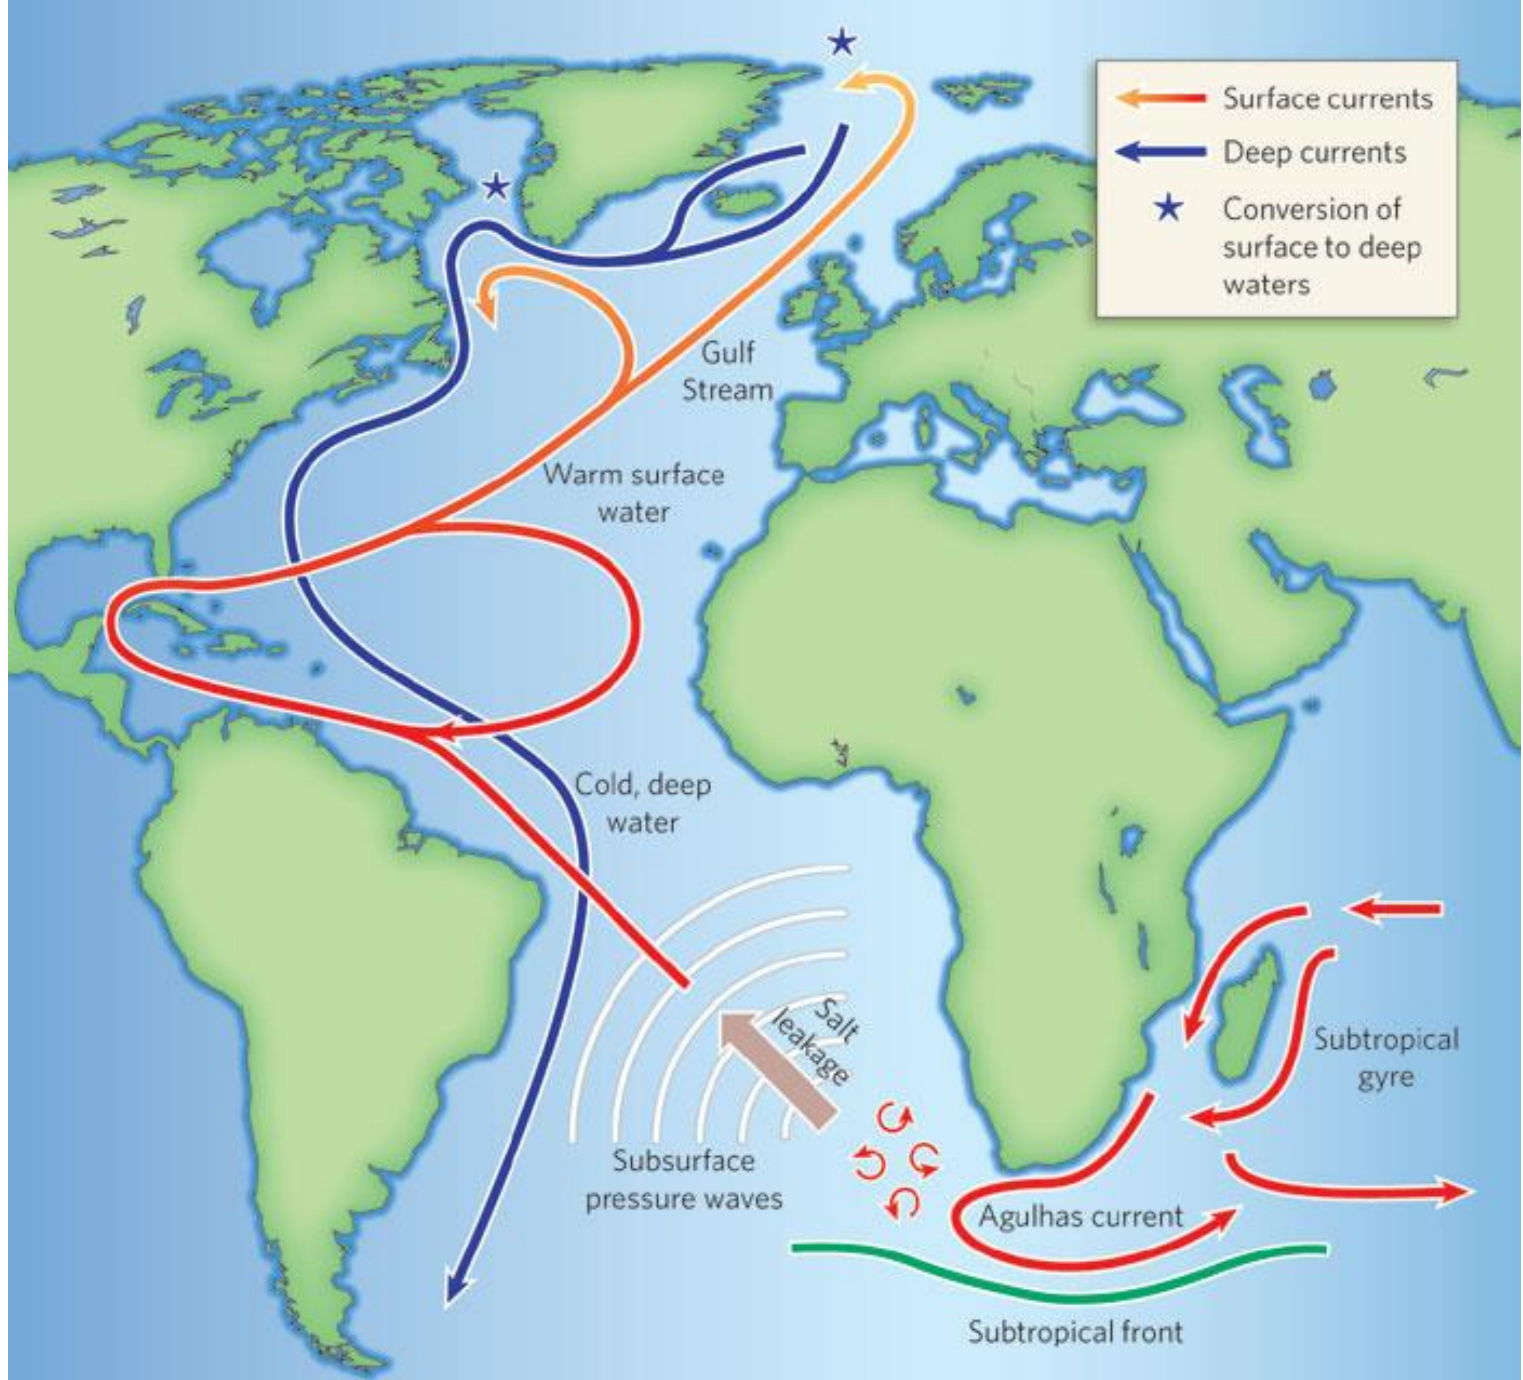 Surface currents
Deep currents
Conversion of
surface to deep
waters
Gulf
Stream
Warm surface
water
Cold, deep
water
Salt
leakage
Subtropical
gyre
Subsurface
pressure waves
Agulhas current
Subtropical front